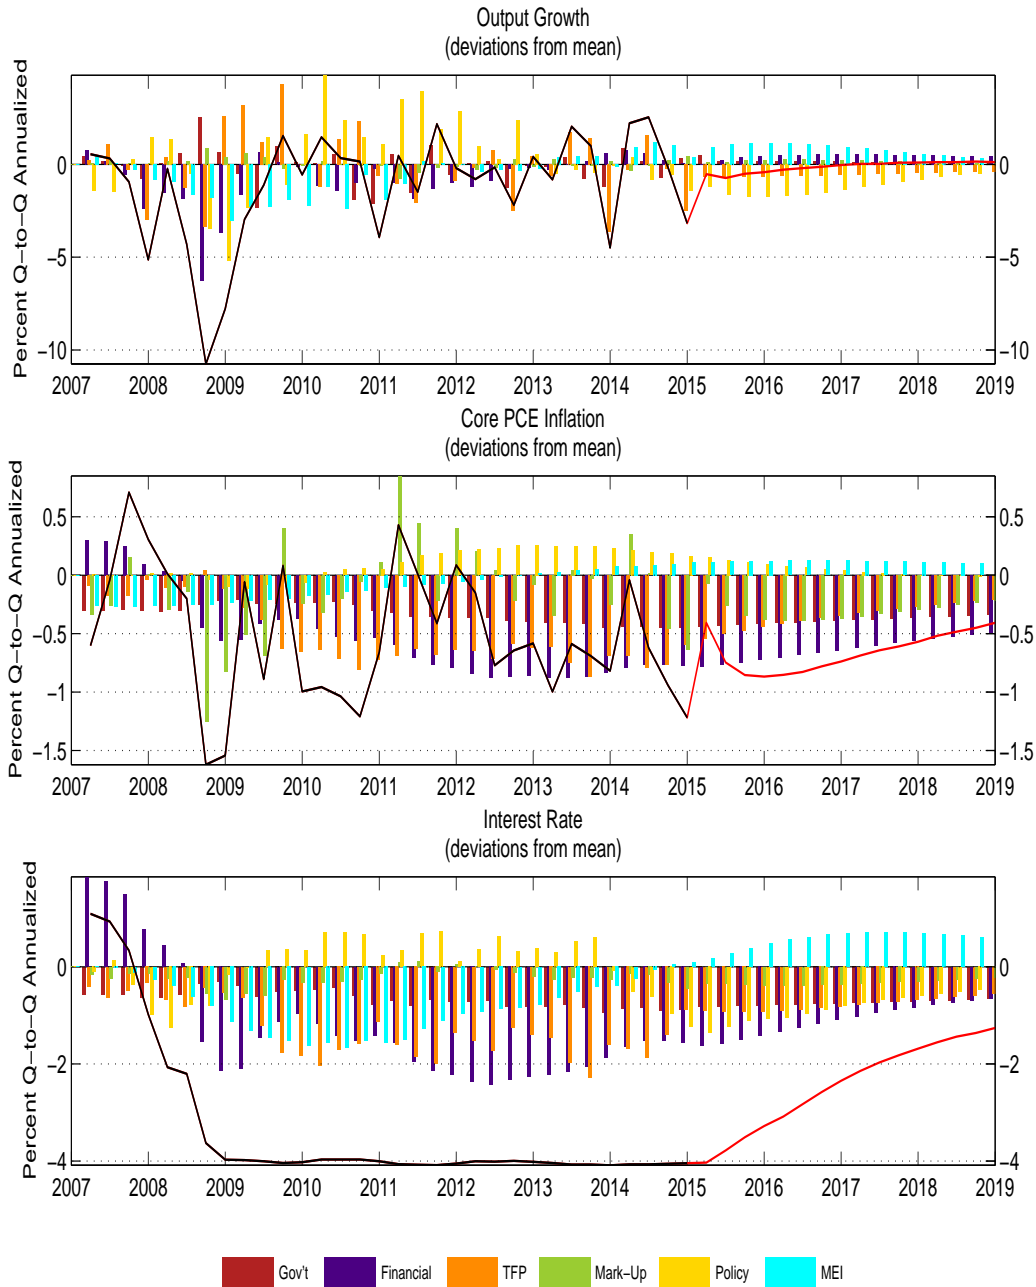 Output Growth
(deviations from mean)
Percent Q-to-Q Annualized
0 0
−5 −5
−10 −10
2007 2008 2009 2010 2011 2012 2013 2014 2015 2016 2017 2018 2019
Core PCE Inflation
(deviations from mean)
Percent Q-to-Q Annualized
0.5 0.5
0 0
−0.5 −0.5
−1 −1
−1.5 −1.5
2007 2008 2009 2010 2011 2012 2013 2014 2015 2016 2017 2018 2019
Interest Rate
(deviations from mean)
Percent Q-to-Q Annualized
0 0
−2 −2
−4 −4
2007 2008 2009 2010 2011 2012 2013 2014 2015 2016 2017 2018 2019
Gov't Financial TFP Mark-Up Policy MEI